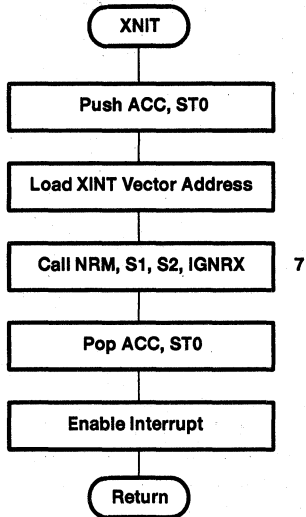 XNIT
Push ACC, ST0
Load XINT Vector Address
Call NRM, S1, S2, IGNRX 7
Pop ACC, ST0
Enable Interrupt
Return